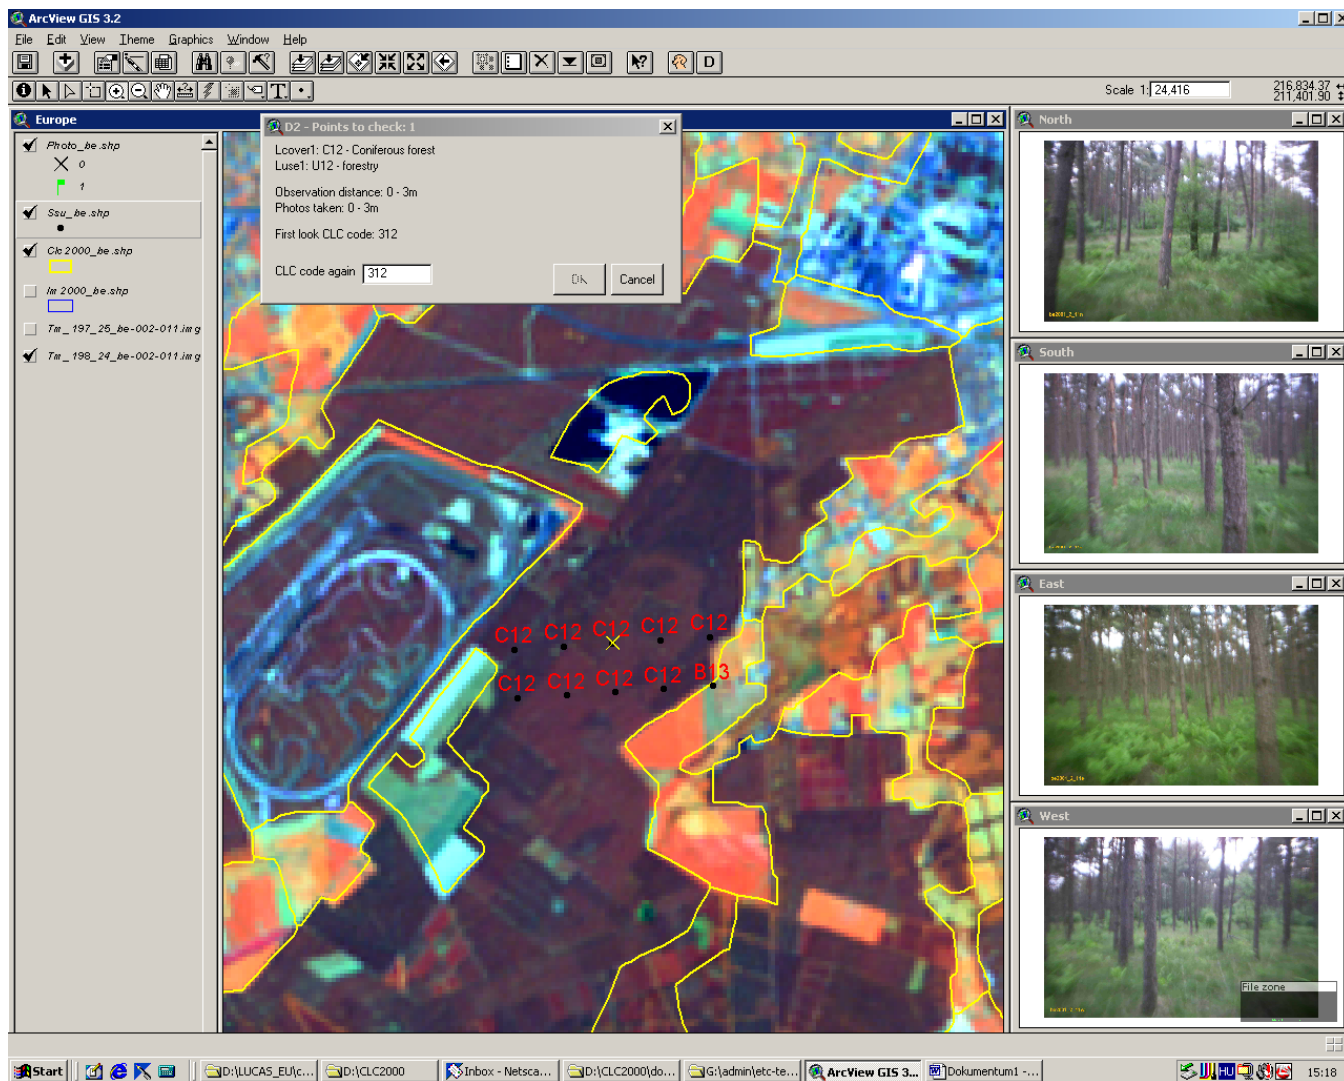 ArcView GIS 3.2
File Edit View Theme Graphics Window Help
D
T
Scale 1: 24,416
216,834.37
211,401.90
Europe
Photo_be.shp
0
1
Ssu_be.shp
Clc2000_be.shp
Im2000_be.shp
Tm_197_25_be-002-011.img
Tm_198_24_be-002-011.img
D2 - Points to check: 1
Lcover1: C12 - Coniferous forest
Luse1: U12 - forestry
Observation distance: 0 - 3m
Photos taken: 0 - 3m
First look CLC code: 312
CLC code again 312
Ok Cancel
C12 C12 C12 C12 C12
C12 C12 C12 C12 B13
North
South
East
West
File zone
Start
D:\LUCAS_EU\c...
D:\CLC2000
Inbox - Netsca...
D:\CLC2000\do...
G:\admin\etc-te...
ArcView GIS 3...
Dokumentum1 -...
HU
15:18